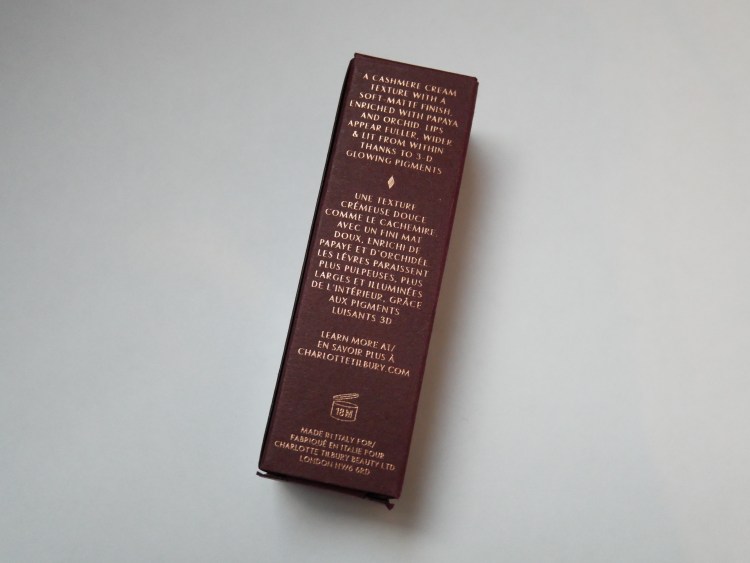 A CASHMERE CREAM
TEXTURE WITH A
SOFT-MATTE FINISH,
ENRICHED WITH PAPAYA
AND ORCHID. LIPS
APPEAR FULLER, WIDER
& LIT FROM WITHIN
THANKS TO 3-D
GLOWING PIGMENTS
UNE TEXTURE
CRÉMEUSE DOUCE
COMME LE CACHEMIRE,
AVEC UN FINI MAT
DOUX, ENRICHI DE
PAPAYE ET D'ORCHIDÉE.
LES LÈVRES PARAISSENT
PLUS PULPEUSES, PLUS
LARGES ET ILLUMINÉES
DE L'INTÉRIEUR, GRÂCE
AUX PIGMENTS
LUISANTS 3D
LEARN MORE AT/
EN SAVOIR PLUS À
CHARLOTTETILBURY.COM
18M
MADE IN ITALY FOR/
FABRIQUÉ EN ITALIE POUR
CHARLOTTE TILBURY BEAUTY LTD
LONDON NW6 6RD